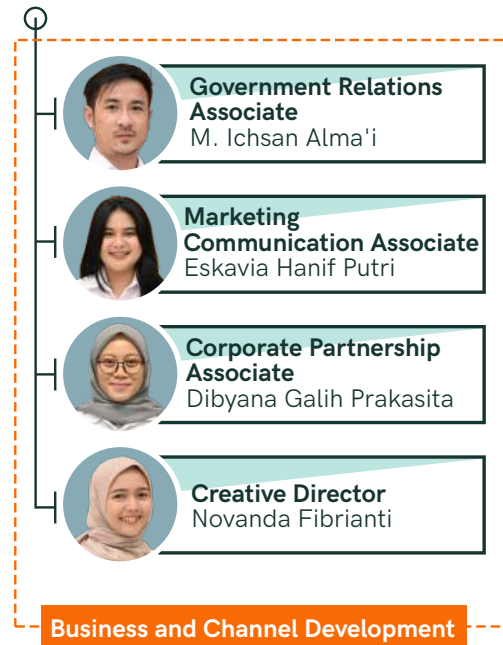 Government Relations
Associate
M. Ichsan Alma'i
Marketing
Communication Associate
Eskavia Hanif Putri
Corporate Partnership
Associate
Dibyana Galih Prakasita
Creative Director
Novanda Fibrianti
Business and Channel Development